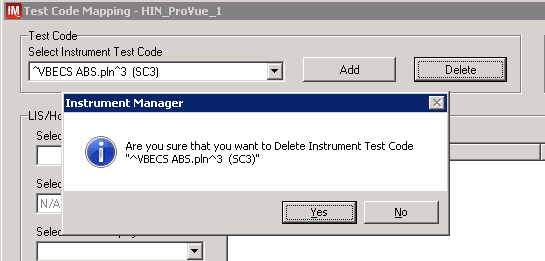 IM Test Code Mapping - HIN_ProVue_1
Test Code
Select Instrument Test Code
^VBECS ABS.pln^3 (SC3)
Add
Delete
Instrument Manager
LIS/Ho
Selec
Are you sure that you want to Delete Instrument Test Code
"^VBECS ABS.pln^3 (SC3)"
Selec
N/A
Yes
No